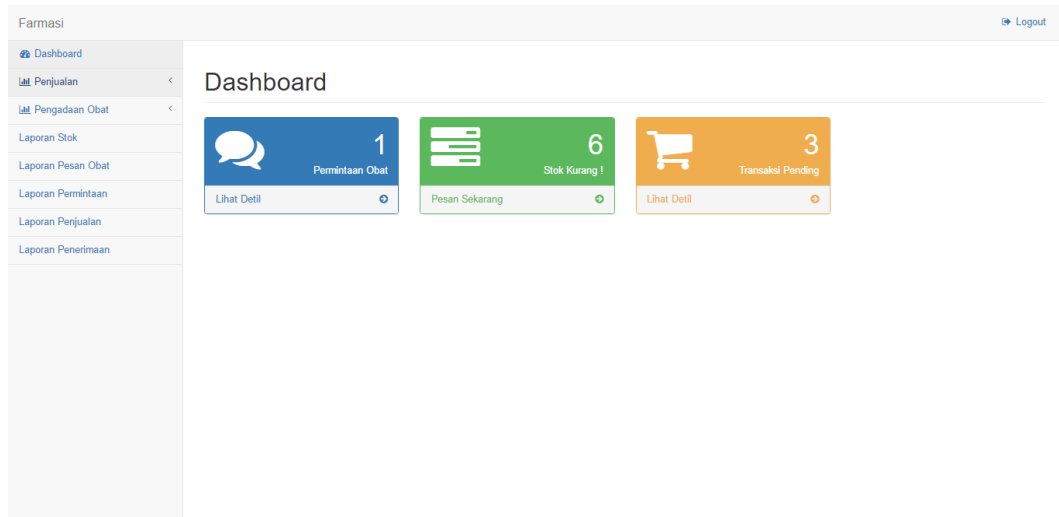 Farmasi
Logout
Dashboard
Penjualan
Pengadaan Obat
Laporan Stok
Laporan Pesan Obat
Laporan Permintaan
Laporan Penjualan
Laporan Penerimaan
Dashboard
1
Permintaan Obat
Lihat Detil
6
Stok Kurang !
Pesan Sekarang
3
Transaksi Pending
Lihat Detil